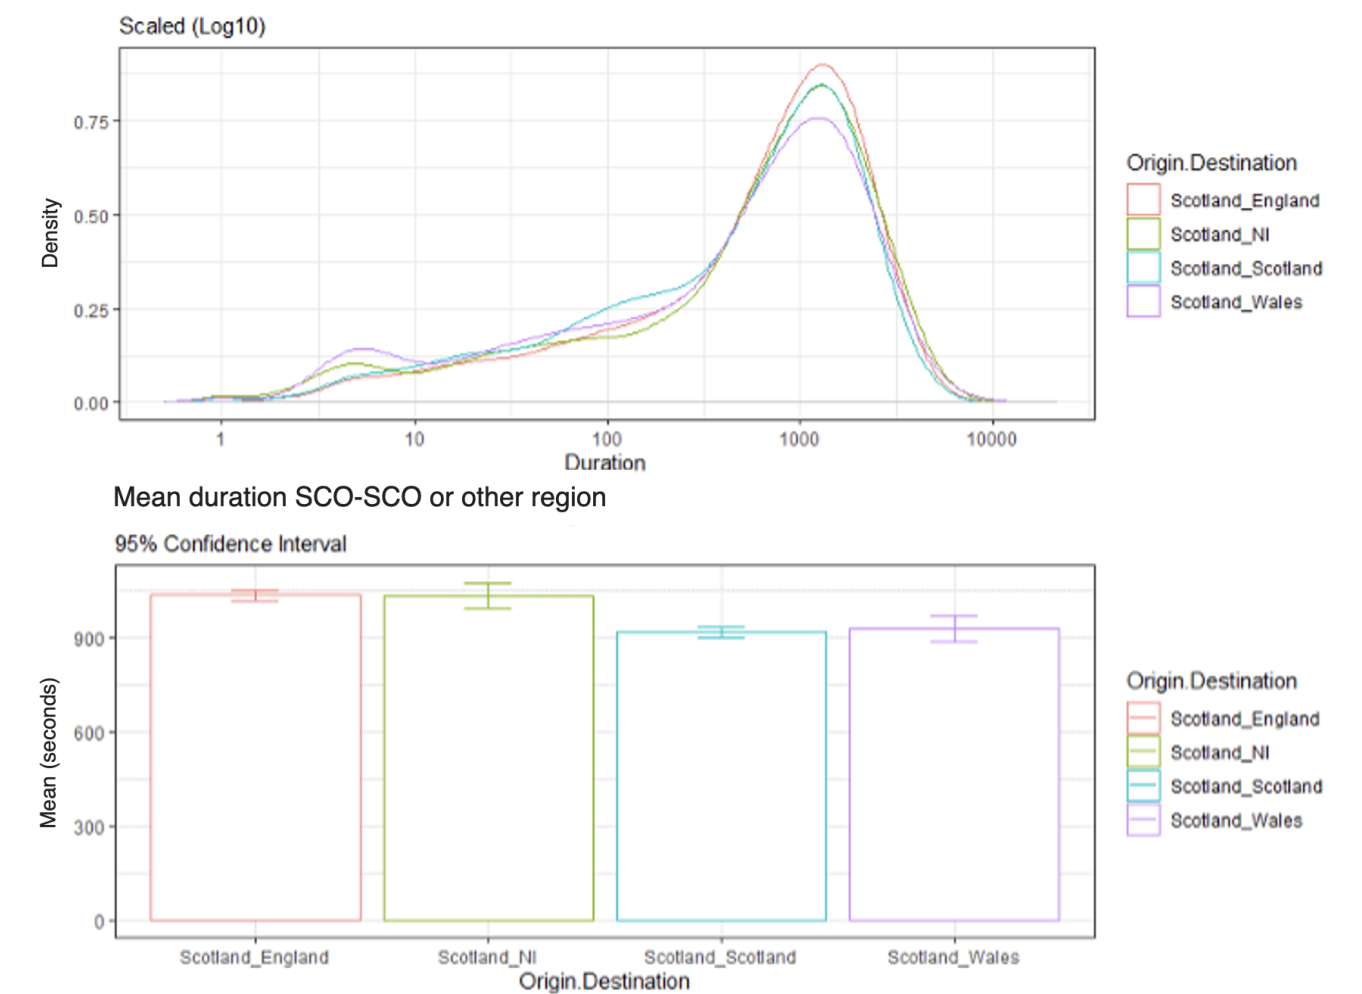 Scaled (Log10)
Density
0.75
0.50
0.25
0.00
1 10 100 1000 10000
Duration
Origin.Destination
Scotland_England
Scotland_NI
Scotland_Scotland
Scotland_Wales
Mean duration SCO-SCO or other region
95% Confidence Interval
Mean (seconds)
900
600
300
0
Scotland_England Scotland_NI Scotland_Scotland Scotland_Wales
Origin.Destination
Origin.Destination
Scotland_England
Scotland_NI
Scotland_Scotland
Scotland_Wales